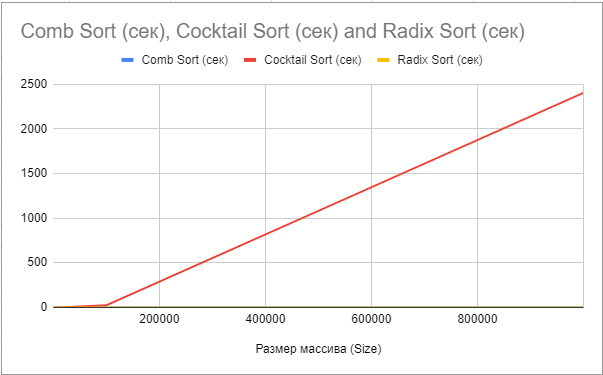 Comb Sort (сек), Cocktail Sort (сек) and Radix Sort (сек)
Comb Sort (сек) Cocktail Sort (сек) Radix Sort (сек)
2500
2000
1500
1000
500
0
200000 400000 600000 800000
Размер массива (Size)